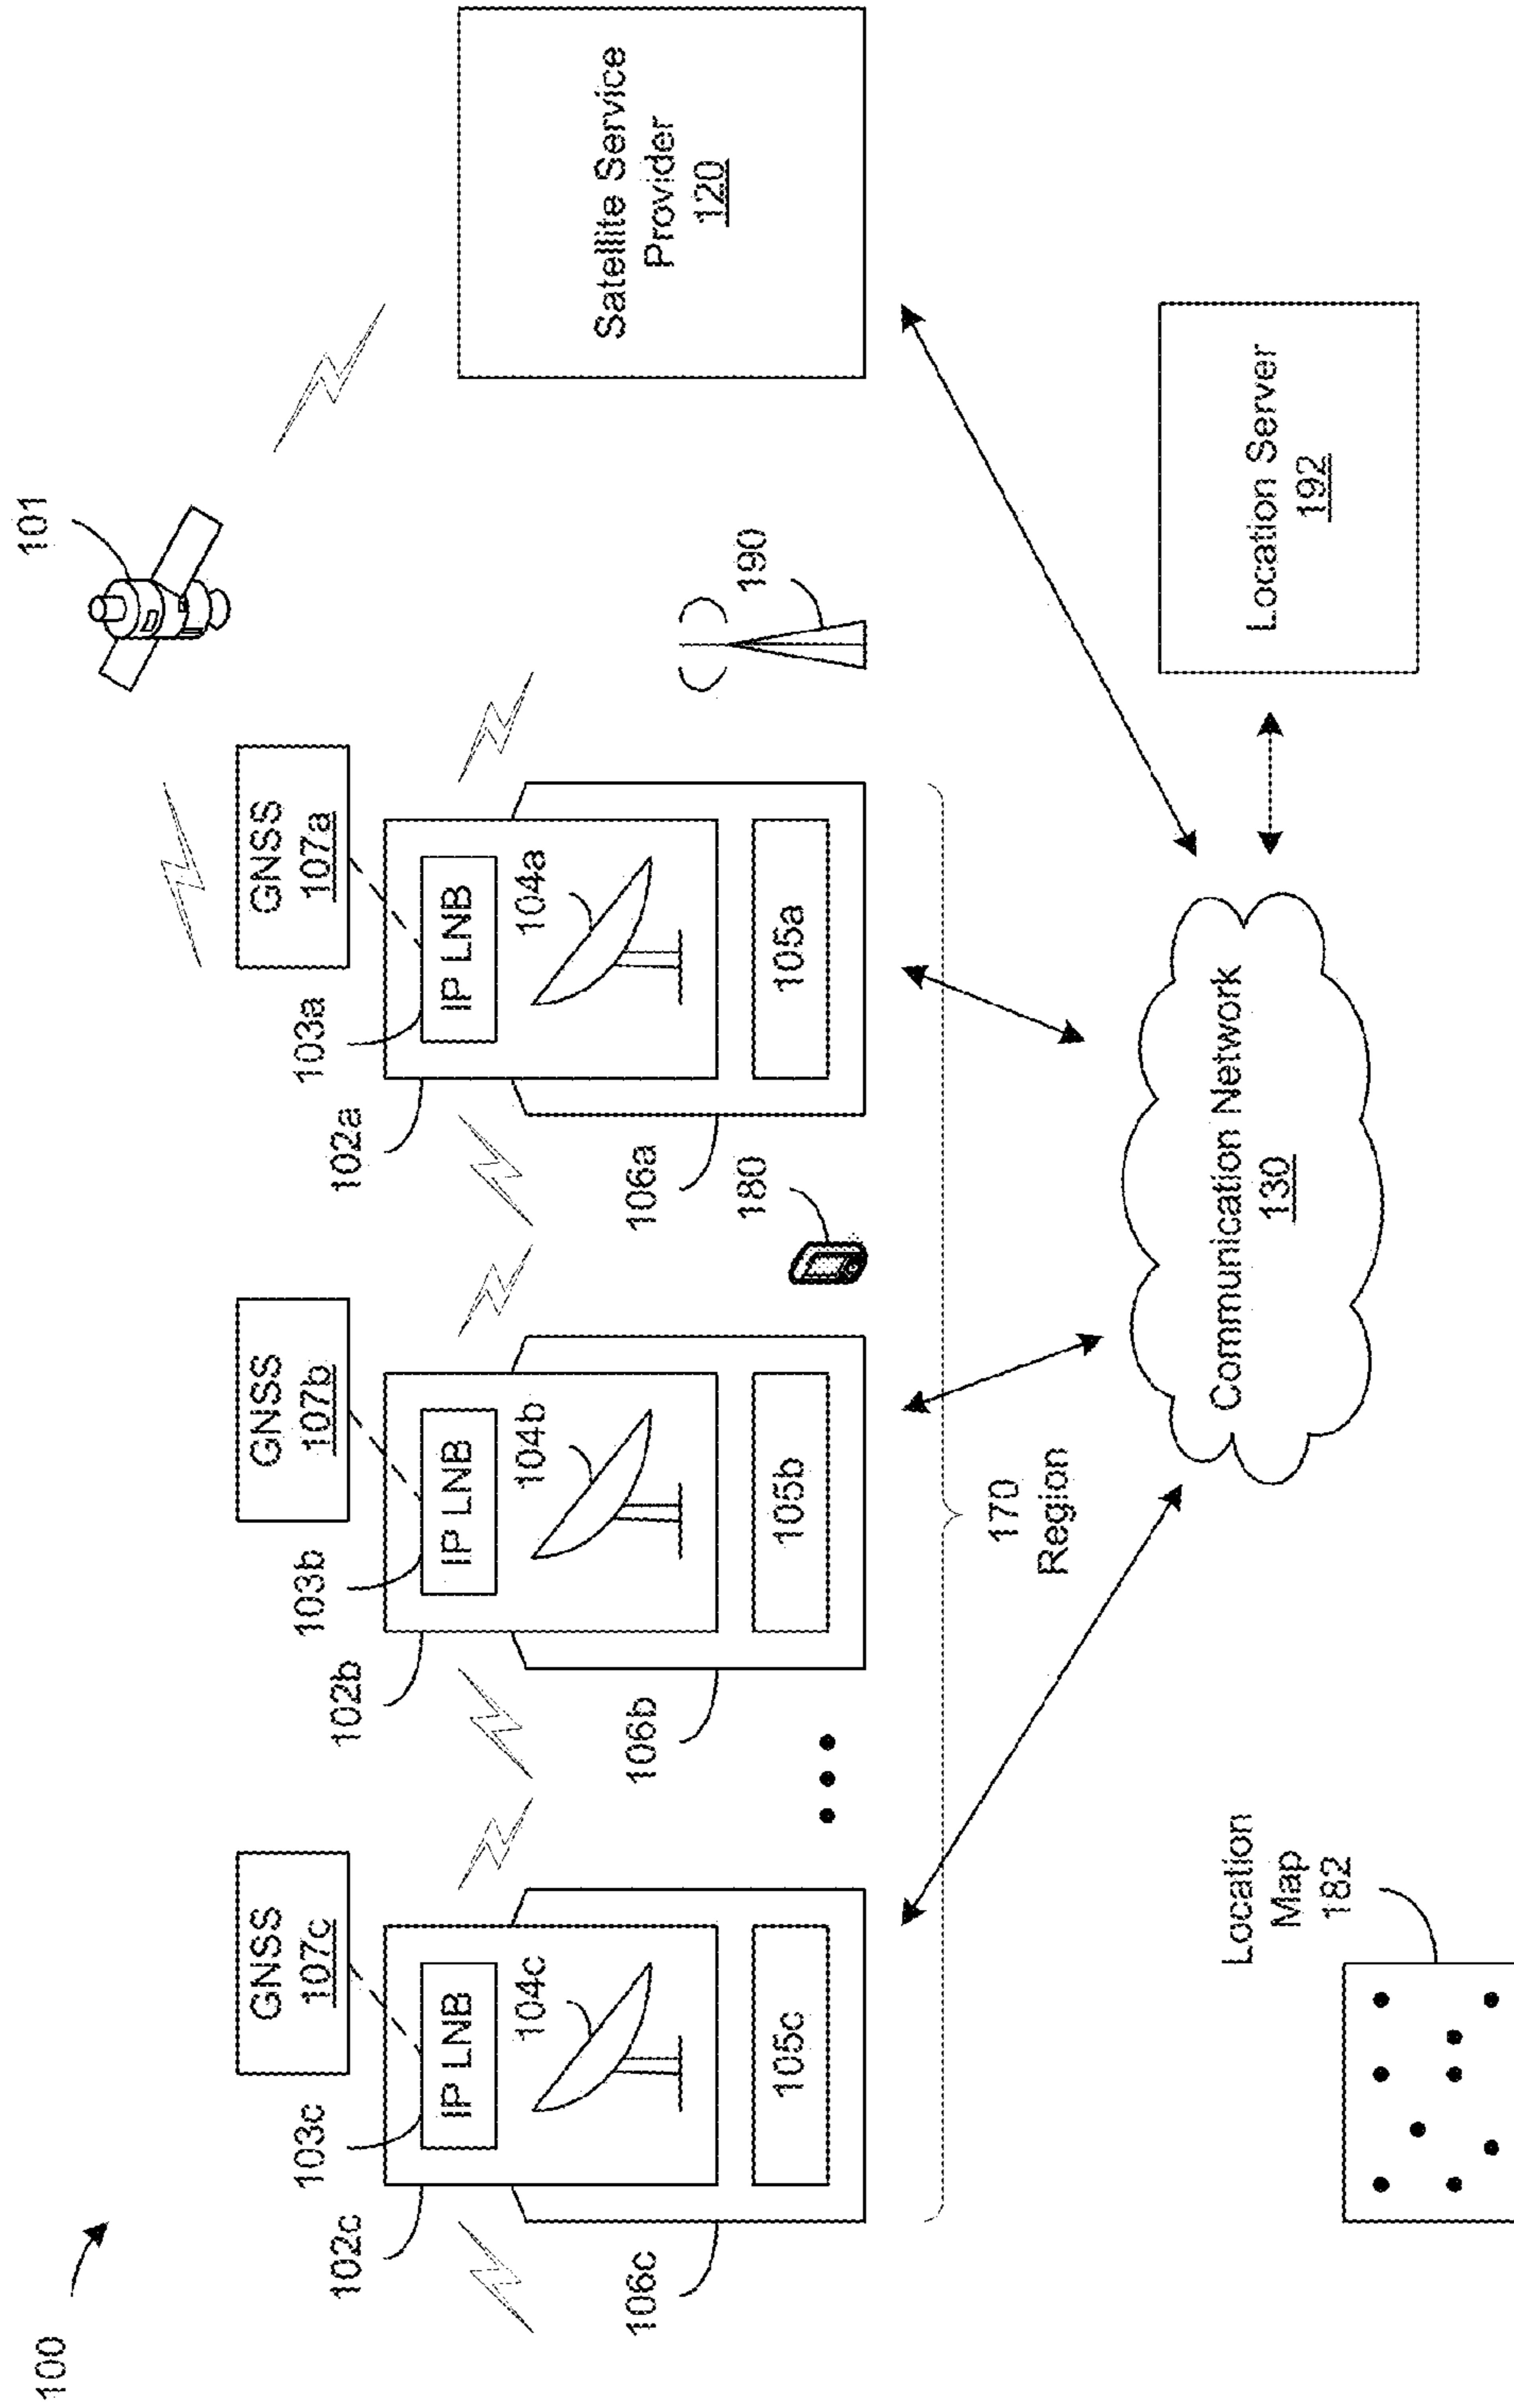 100
101
GNSS
107c
GNSS
107b
GNSS
107a
103c
103b
103a
102c
102b
102a
IP LNB
IP LNB
IP LNB
104c
104b
104a
105c
105b
105a
106c
106b
106a
180
190
Satellite Service
Provider
120
170
Region
Location
Map
182
Communication Network
130
Location Server
192